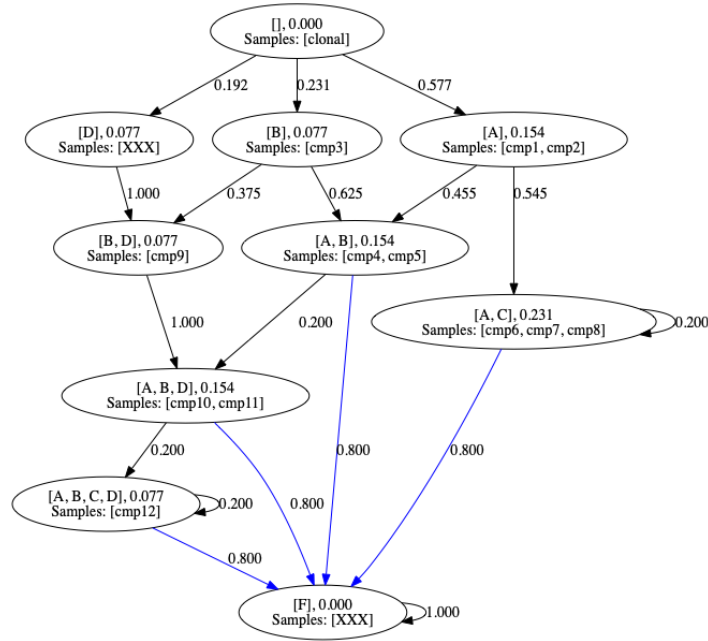 [], 0.000
Samples: [clonal]
0.192
0.231
0.577
[D], 0.077
Samples: [XXX]
[B], 0.077
Samples: [cmp3]
[A], 0.154
Samples: [cmp1, cmp2]
1.000
0.375
0.625
0.455
0.545
[B, D], 0.077
Samples: [cmp9]
[A, B], 0.154
Samples: [cmp4, cmp5]
[A, C], 0.231
Samples: [cmp6, cmp7, cmp8]
0.200
1.000
0.200
[A, B, D], 0.154
Samples: [cmp10, cmp11]
0.200
0.800
0.800
0.800
[A, B, C, D], 0.077
Samples: [cmp12]
0.200
0.800
[F], 0.000
Samples: [XXX]
1.000